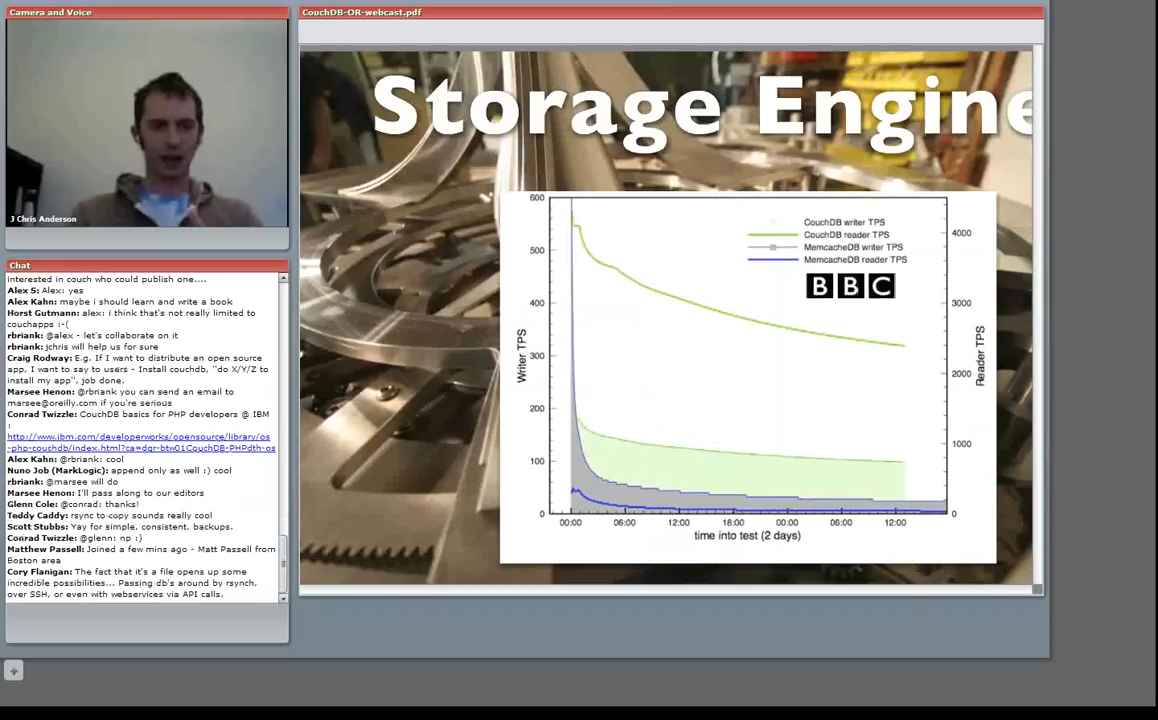 Camera and Voice
J Chris Anderson
Chat
interested in couch who could publish one....
Alex S: Alex: yes
Alex Kahn: maybe i should learn and write a book
Horst Gutmann: alex: i think that's not really limited to
couchapps :-(
rbriank: @alex - let's collaborate on it
rbriank: jchris will help us for sure
Craig Rodway: E.g. If I want to distribute an open source
app, I want to say to users - Install couchdb, "do X/Y/Z to
install my app", job done.
Marsee Henon: @rbriank you can send an email to
marsee@oreilly.com if you're serious
Conrad Twizzle: CouchDB basics for PHP developers @ IBM
:
http://www.ibm.com/developerworks/opensource/library/os
-php-couchdb/index.html?ca=dgr-btw01CouchDB-PHPdth-os
Alex Kahn: @rbriank: cool
Nuno Job (MarkLogic): append only as well :) cool
rbriank: @marsee will do
Marsee Henon: I'll pass along to our editors
Glenn Cole: @conrad: thanks!
Teddy Caddy: rsync to copy sounds really cool
Scott Stubbs: Yay for simple, consistent, backups.
Conrad Twizzle: @glenn: np :)
Matthew Passell: Joined a few mins ago - Matt Passell from
Boston area
Cory Flanigan: The fact that it's a file opens up some
incredible possibilities... Passing db's around by rsynch,
over SSH, or even with webservices via API calls.
CouchDB-OR-webcast.pdf
Storage Engine
CouchDB writer TPS
CouchDB reader TPS
MemcacheDB writer TPS
MemcacheDB reader TPS
BBC
Writer TPS
600
500
400
300
200
100
0
Reader TPS
4000
3000
2000
1000
0
00:00 06:00 12:00 18:00 00:00 06:00 12:00
time into test (2 days)